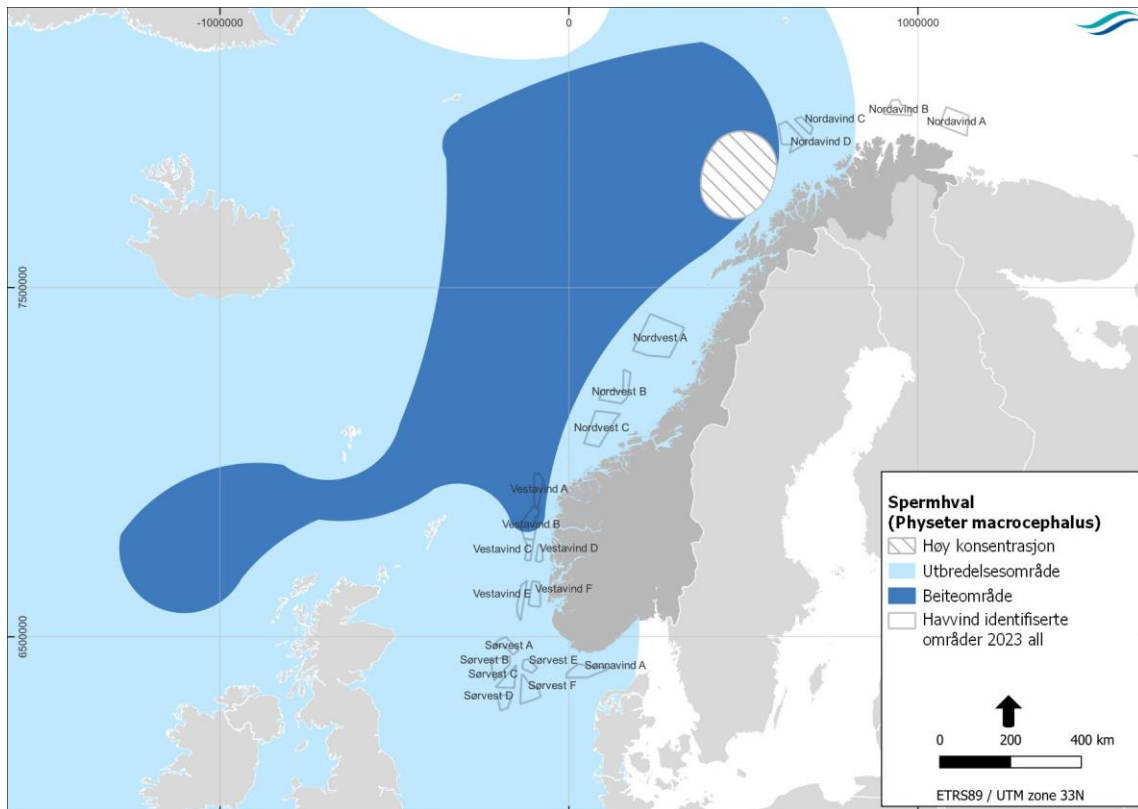 -1000000
0
1000000
7500000
6500000
Nordavind B
Nordavind C
Nordavind A
Nordavind D
Nordvest A
Nordvest B
Nordvest C
Vestavind A
Vestavind B
Vestavind C
Vestavind D
Vestavind E
Vestavind F
Sørvest A
Sørvest B
Sørvest E
Sønnavind A
Sørvest C
Sørvest F
Sørvest D
Spermhval
(Physeter macrocephalus)
Høy konsentrasjon
Utbredelsesområde
Beiteområde
Havvind identifiserte
områder 2023 all
0 200 400 km
ETRS89 / UTM zone 33N